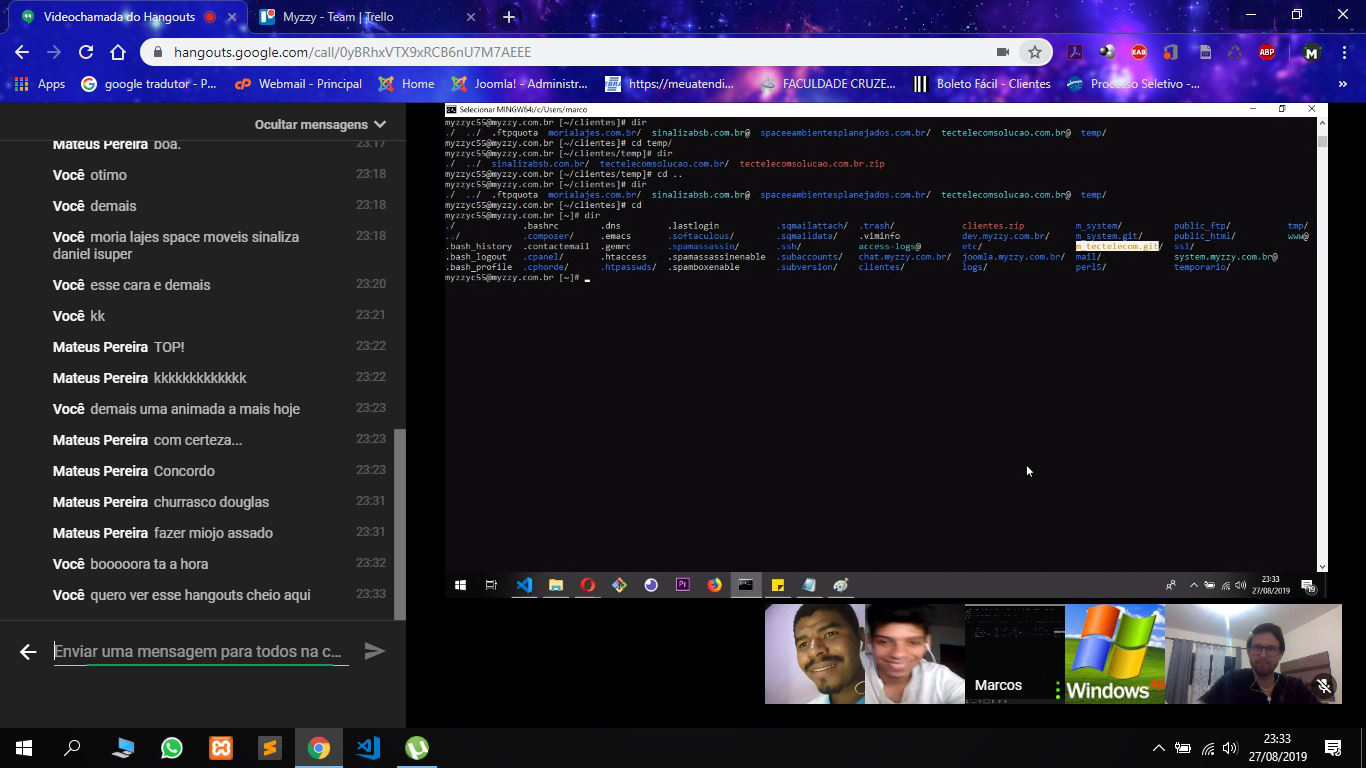 Videochamada do Hangouts
Myzzy - Team | Trello
hangouts.google.com/call/0yBRhxVTX9xRCB6nU7M7AEEE
EAB
ABP
M
Apps
google tradutor - P...
Webmail - Principal
Home
Joomla! - Administr...
https://meuatendi...
FACULDADE CRUZE...
Boleto Fácil - Clientes
Processo Seletivo -...
»
Ocultar mensagens
Mateus Pereira boa. 23:17
Você otimo 23:18
Você demais 23:18
Você moria lajes space moveis sinaliza 23:18
daniel isuper
Você esse cara e demais 23:20
Você kk 23:21
Mateus Pereira TOP! 23:22
Mateus Pereira kkkkkkkkkkkkk 23:22
Você demais uma animada a mais hoje 23:23
Mateus Pereira com certeza... 23:23
Mateus Pereira Concordo 23:23
Mateus Pereira churrasco douglas 23:31
Mateus Pereira fazer miojo assado 23:31
Você booooora ta a hora 23:32
Você quero ver esse hangouts cheio aqui 23:33
Enviar uma mensagem para todos na c...
Selecionar MINGW64:/c/Users/marco
myzzyc55@myzzy.com.br [~/clientes]# dir
./ ../ .ftpquota morialajes.com.br/ sinalizabsb.com.br@ spaceeambientesplanejados.com.br/ tectelecomsolucao.com.br@ temp/
myzzyc55@myzzy.com.br [~/clientes]# cd temp/
myzzyc55@myzzy.com.br [~/clientes/temp]# dir
./ ../ sinalizabsb.com.br/ tectelecomsolucao.com.br/ tectelecomsolucao.com.br.zip
myzzyc55@myzzy.com.br [~/clientes/temp]# cd ..
myzzyc55@myzzy.com.br [~/clientes]# dir
./ ../ .ftpquota morialajes.com.br/ sinalizabsb.com.br@ spaceeambientesplanejados.com.br/ tectelecomsolucao.com.br@ temp/
myzzyc55@myzzy.com.br [~/clientes]# cd
myzzyc55@myzzy.com.br [~]# dir
./ .bashrc .dns .lastlogin .sqmailattach/ .trash/ clientes.zip m_system/ public_ftp/ tmp/
../ .composer/ .emacs .softaculous/ .sqmaildata/ .viminfo dev.myzzy.com.br/ m_system.git/ public_html/ www@
.bash_history .contactemail .gemrc .spamassassin/ .ssh/ access-logs@ etc/ m_tectelecom.git/ ssl/
.bash_logout .cpanel/ .htaccess .spamassassinenable .subaccounts/ chat.myzzy.com.br/ joomla.myzzy.com.br/ mail/ system.myzzy.com.br@
.bash_profile .cphorde/ .htpasswds/ .spamboxenable .subversion/ clientes/ logs/ perl5/ temporario/
myzzyc55@myzzy.com.br [~]#
Pr
23:33
27/08/2019
19
Marcos
Windows xp
23:33
27/08/2019